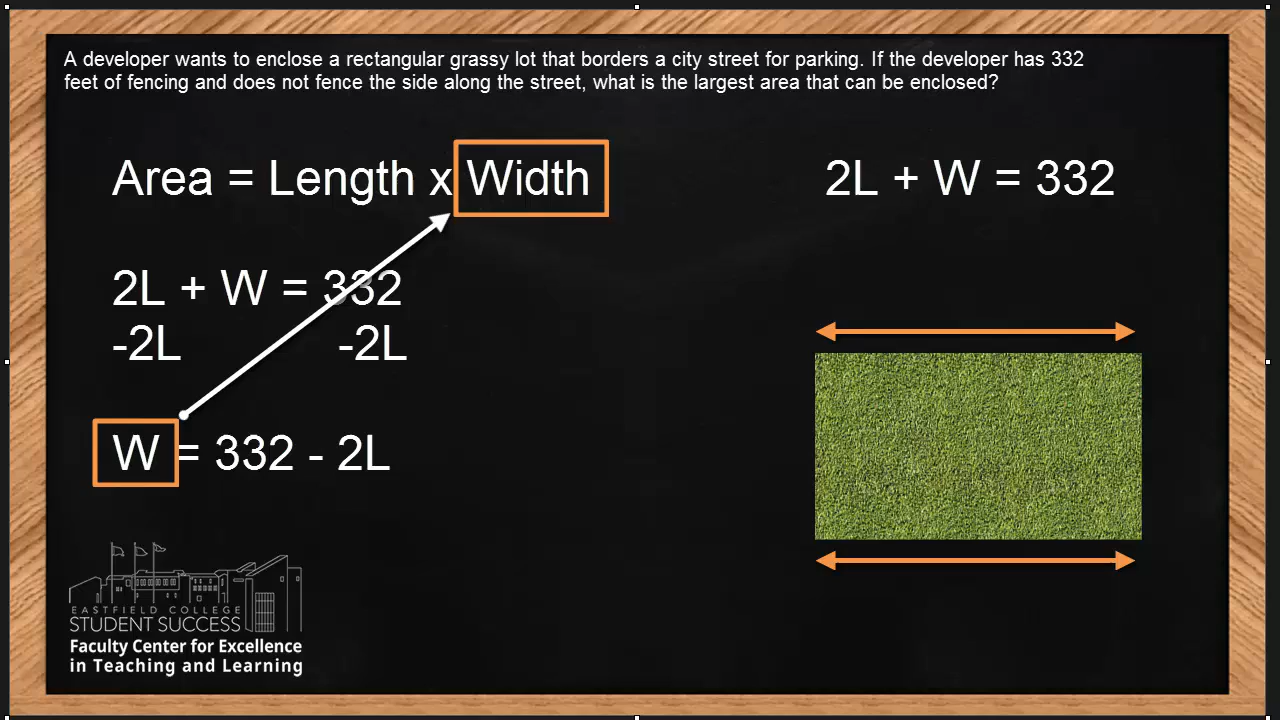 A developer wants to enclose a rectangular grassy lot that borders a city street for parking. If the developer has 332
feet of fencing and does not fence the side along the street, what is the largest area that can be enclosed?
Area = Length x Width
2L + W = 332
2L + W = 332
-2L -2L
W = 332 - 2L
EASTFIELD COLLEGE
STUDENT SUCCESS
Faculty Center for Excellence
in Teaching and Learning